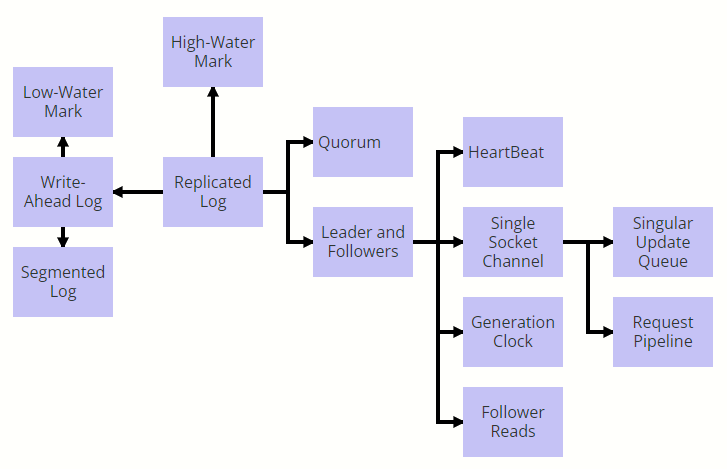 High-Water
Mark
Low-Water
Mark
Quorum
HeartBeat
Write-
Ahead Log
Replicated
Log
Leader and
Followers
Single
Socket
Channel
Singular
Update
Queue
Segmented
Log
Generation
Clock
Request
Pipeline
Follower
Reads